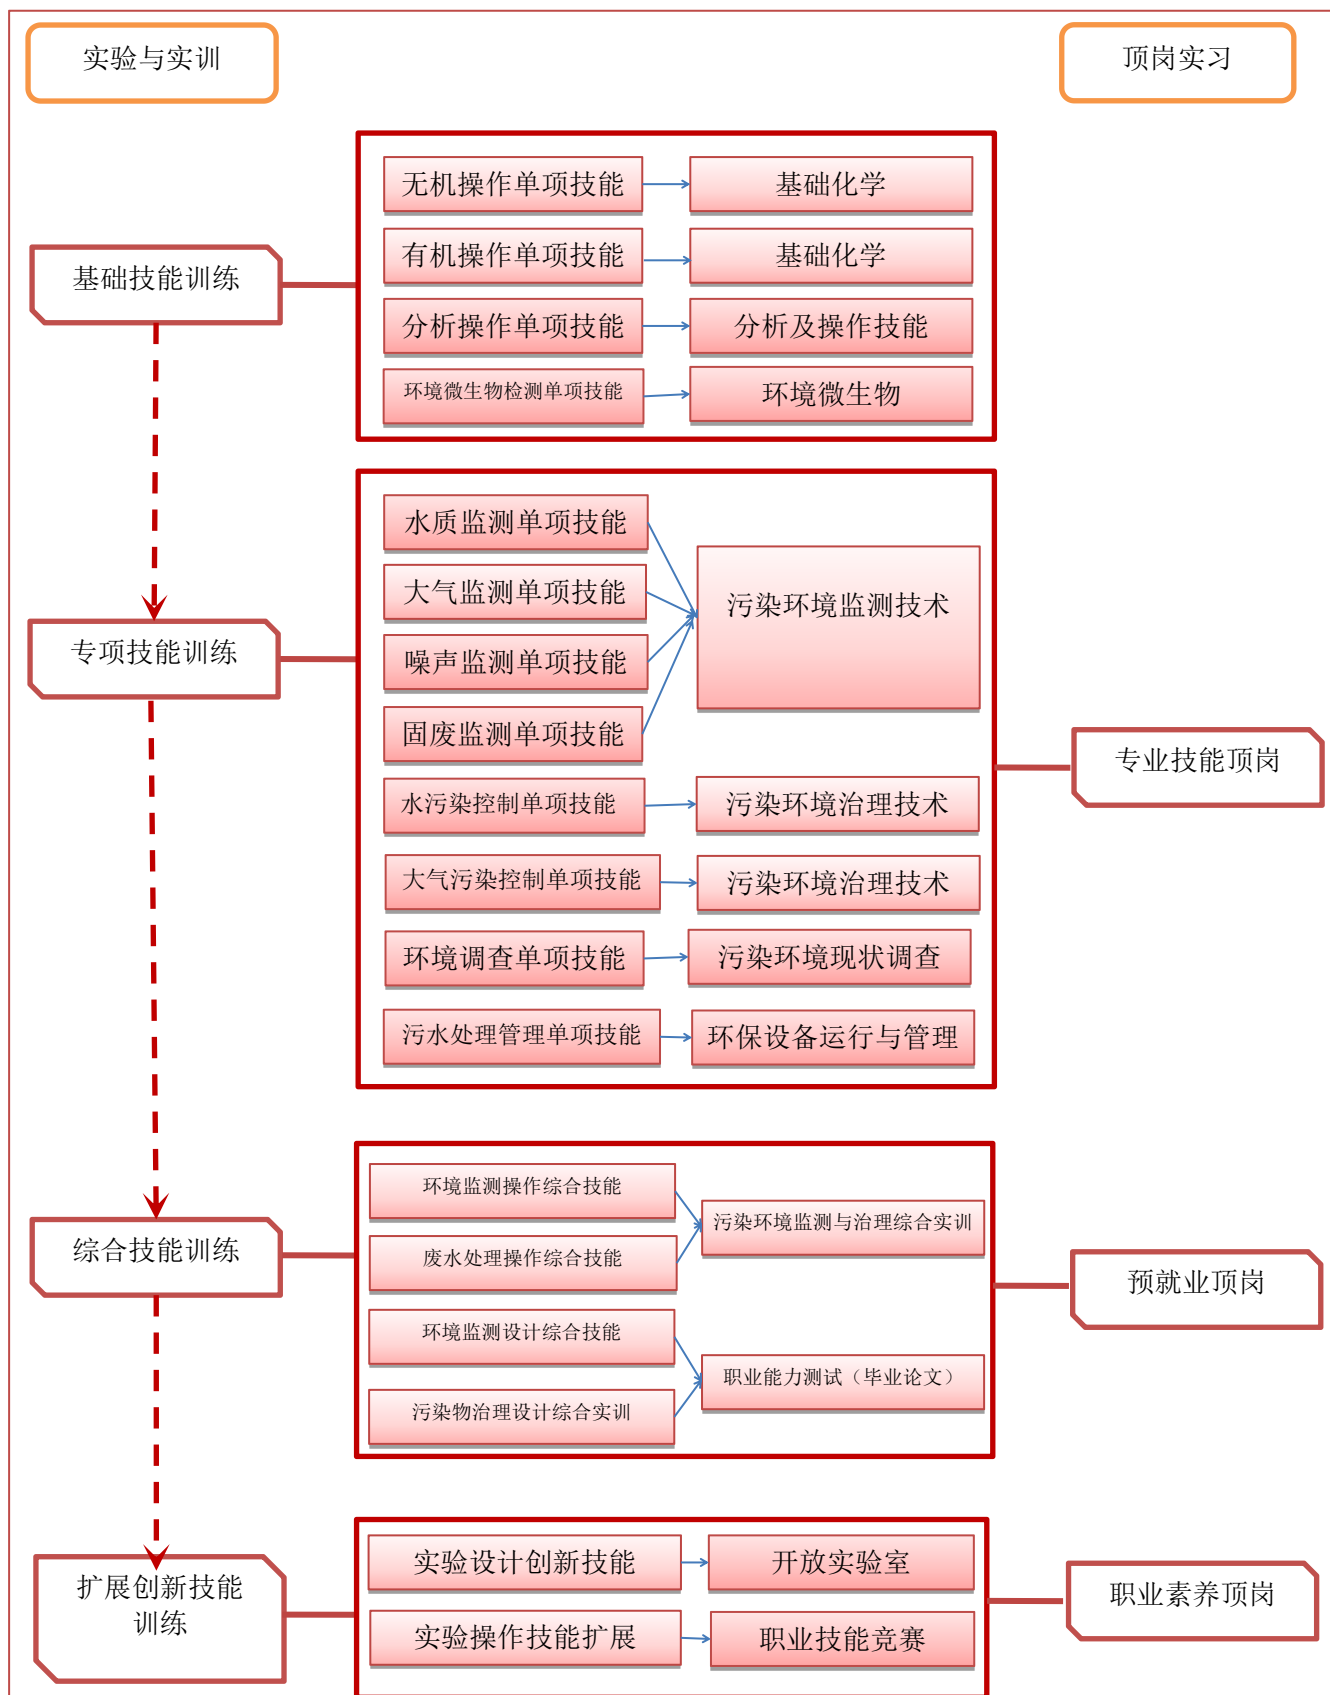 实验与实训
顶岗实习
基础技能训练
无机操作单项技能
基础化学
有机操作单项技能
基础化学
分析操作单项技能
分析及操作技能
环境微生物检测单项技能
环境微生物
专项技能训练
水质监测单项技能
大气监测单项技能
噪声监测单项技能
固废监测单项技能
污染环境监测技术
水污染控制单项技能
污染环境治理技术
大气污染控制单项技能
污染环境治理技术
环境调查单项技能
污染环境现状调查
污水处理管理单项技能
环保设备运行与管理
专业技能顶岗
综合技能训练
环境监测操作综合技能
废水处理操作综合技能
污染环境监测与治理综合实训
环境监测设计综合技能
污染物治理设计综合实训
职业能力测试（毕业论文）
预就业顶岗
扩展创新技能
训练
实验设计创新技能
开放实验室
实验操作技能扩展
职业技能竞赛
职业素养顶岗